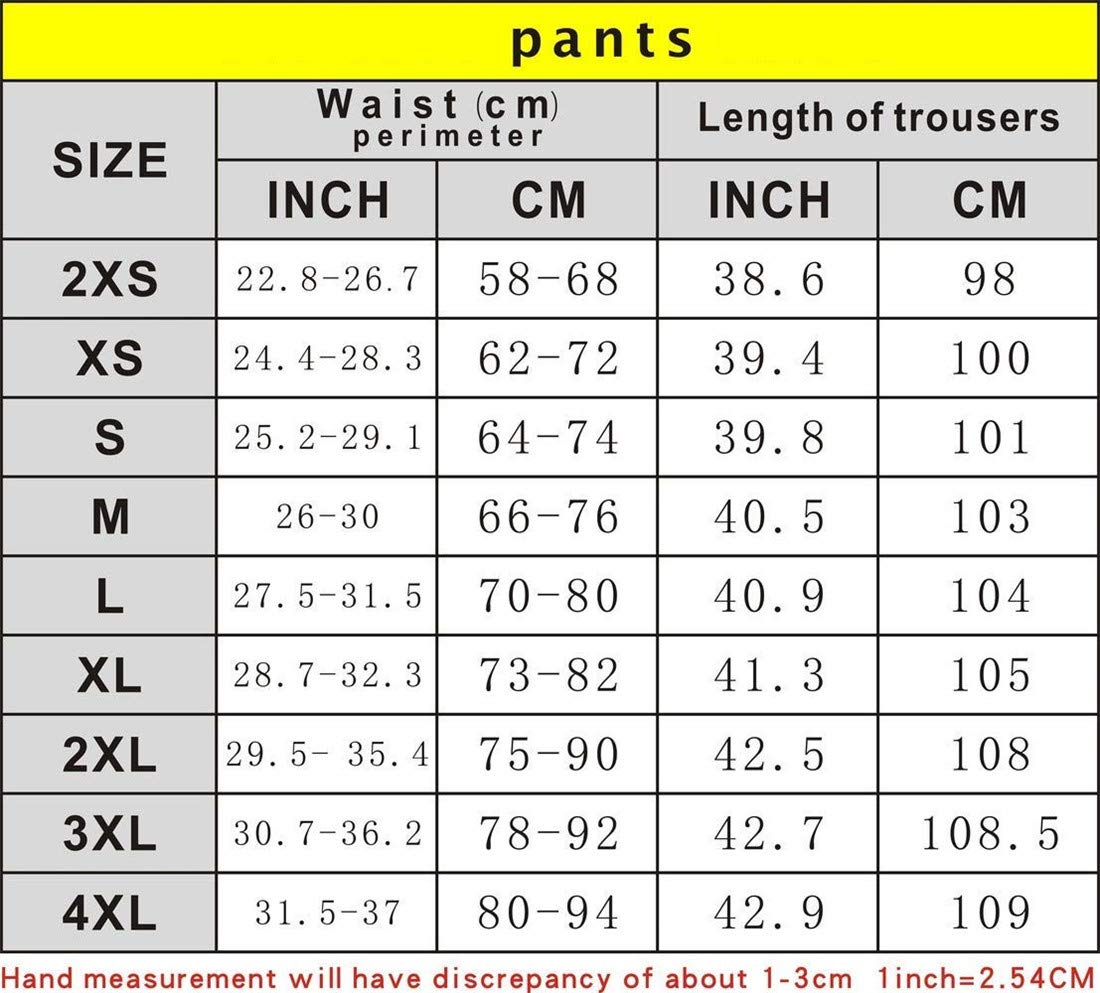 pants
SIZE Waist (cm) perimeter Length of trousers
INCH CM INCH CM
2XS 22.8-26.7 58-68 38.6 98
XS 24.4-28.3 62-72 39.4 100
S 25.2-29.1 64-74 39.8 101
M 26-30 66-76 40.5 103
L 27.5-31.5 70-80 40.9 104
XL 28.7-32.3 73-82 41.3 105
2XL 29.5- 35.4 75-90 42.5 108
3XL 30.7-36.2 78-92 42.7 108.5
4XL 31.5-37 80-94 42.9 109
Hand measurement will have discrepancy of about 1-3cm 1inch=2.54CM